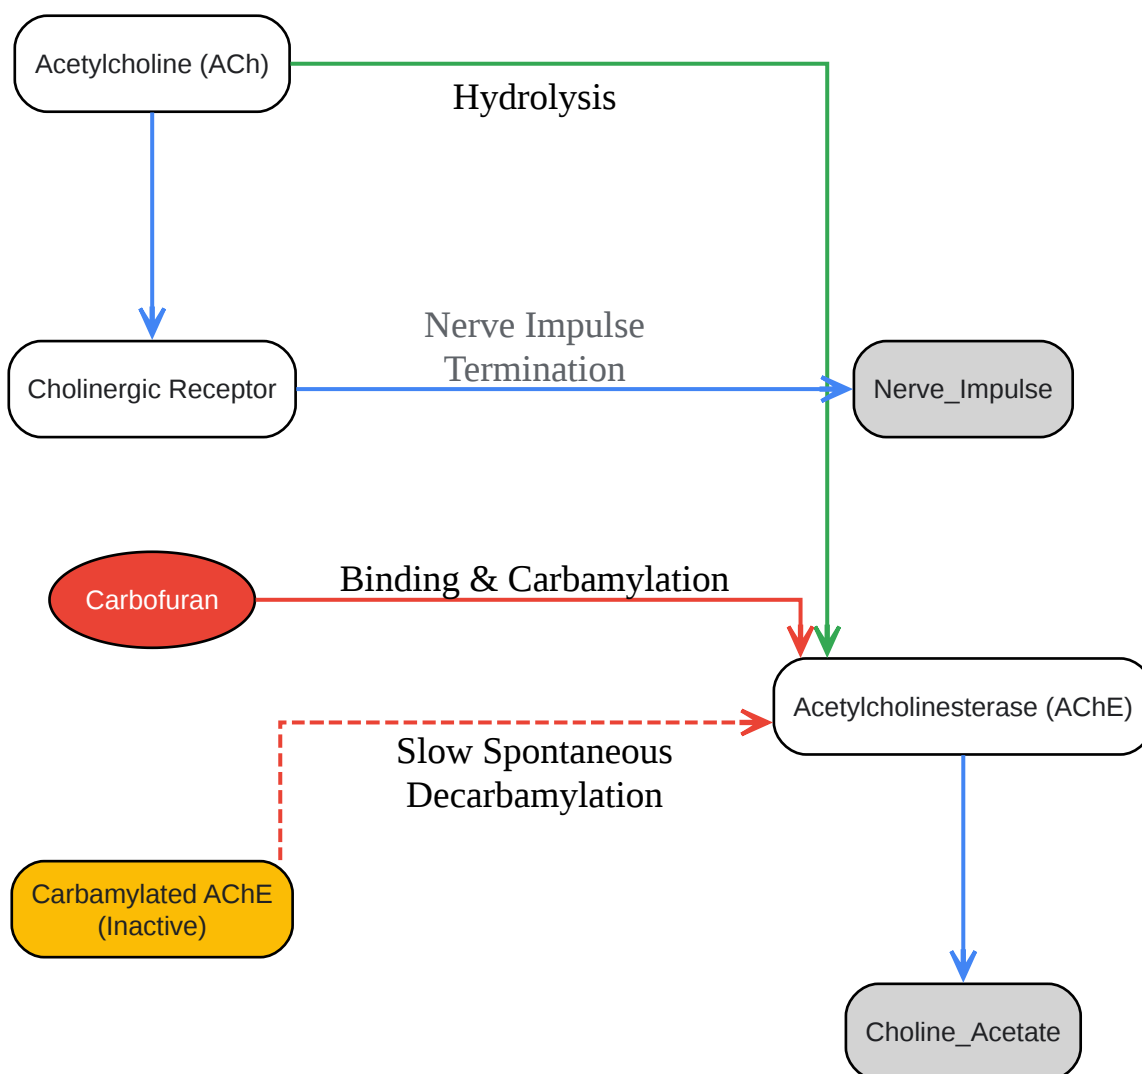 Acetylcholine (ACh)
Hydrolysis
Nerve Impulse
Termination
Cholinergic Receptor
Nerve_Impulse
Binding & Carbamylation
Carbofuran
Acetylcholinesterase (AChE)
Slow Spontaneous
Decarbamylation
Carbamylated AChE
(Inactive)
Choline_Acetate